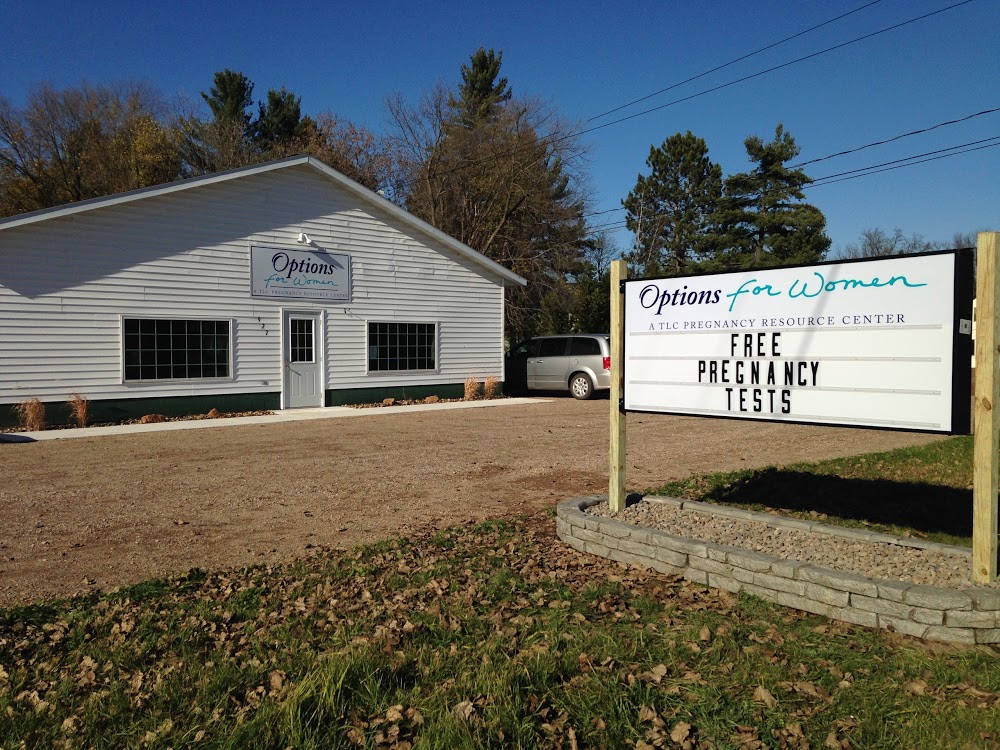 Options
for Women
A TLC PREGNANCY RESOURCE CENTER
Options for Women
A TLC PREGNANCY RESOURCE CENTER
FREE
PREGNANCY
TESTS